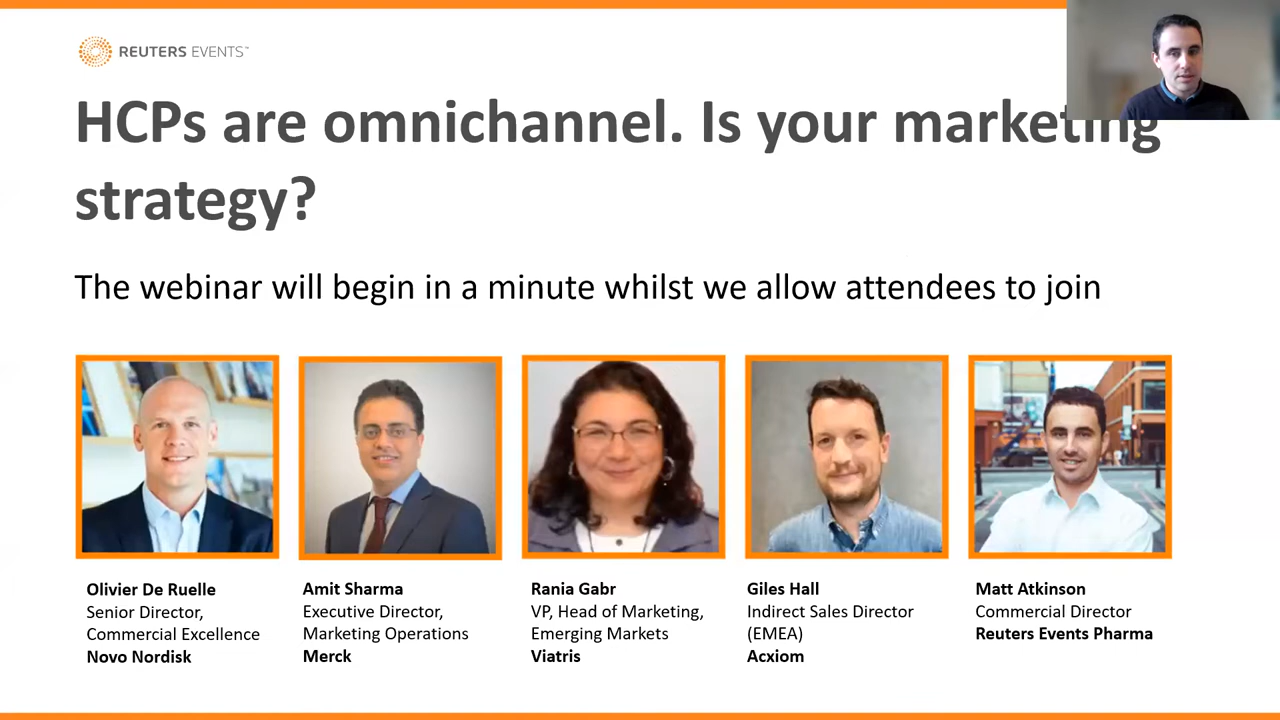 REUTERS EVENTS™
HCPs are omnichannel. Is your marketing
strategy?
The webinar will begin in a minute whilst we allow attendees to join
Olivier De Ruelle
Senior Director,
Commercial Excellence
Novo Nordisk
Amit Sharma
Executive Director,
Marketing Operations
Merck
Rania Gabr
VP, Head of Marketing,
Emerging Markets
Viatris
Giles Hall
Indirect Sales Director
(EMEA)
Acxiom
Matt Atkinson
Commercial Director
Reuters Events Pharma